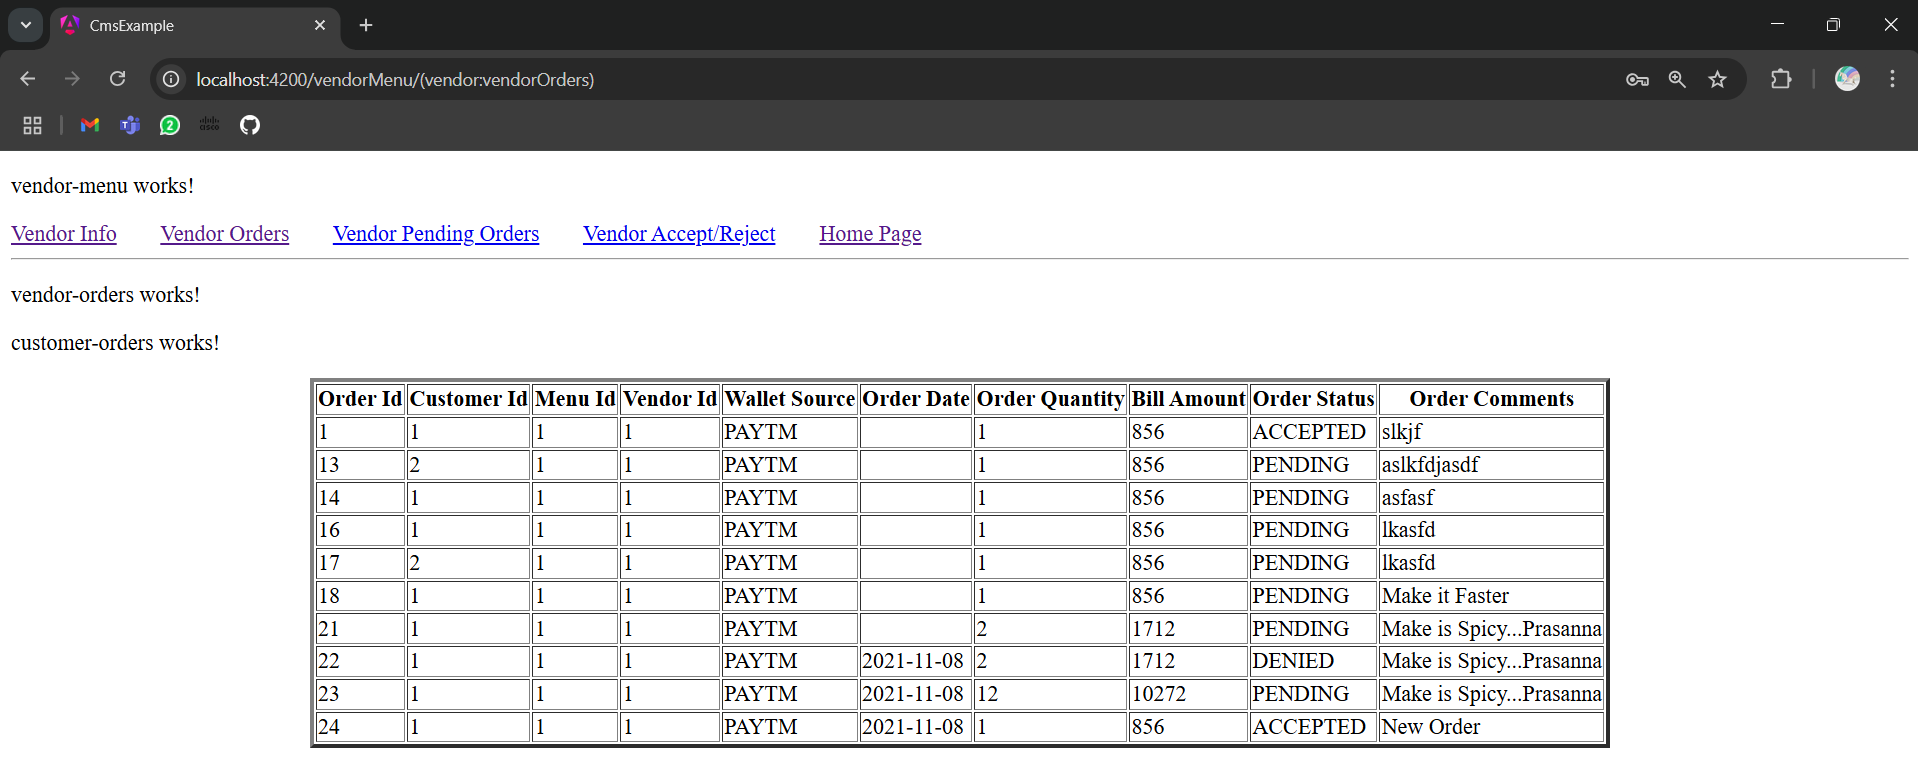 CmsExample
localhost:4200/vendorMenu/(vendor:vendorOrders)
2
cisco
vendor-menu works!
Vendor Info Vendor Orders Vendor Pending Orders Vendor Accept/Reject Home Page
vendor-orders works!
customer-orders works!
Order Id Customer Id Menu Id Vendor Id Wallet Source Order Date Order Quantity Bill Amount Order Status Order Comments
1 1 1 1 PAYTM 1 856 ACCEPTED slkjf
13 2 1 1 PAYTM 1 856 PENDING aslkfdjasdf
14 1 1 1 PAYTM 1 856 PENDING asfasf
16 1 1 1 PAYTM 1 856 PENDING lkasfd
17 2 1 1 PAYTM 1 856 PENDING lkasfd
18 1 1 1 PAYTM 1 856 PENDING Make it Faster
21 1 1 1 PAYTM 2 1712 PENDING Make is Spicy...Prasanna
22 1 1 1 PAYTM 2021-11-08 2 1712 DENIED Make is Spicy...Prasanna
23 1 1 1 PAYTM 2021-11-08 12 10272 PENDING Make is Spicy...Prasanna
24 1 1 1 PAYTM 2021-11-08 1 856 ACCEPTED New Order